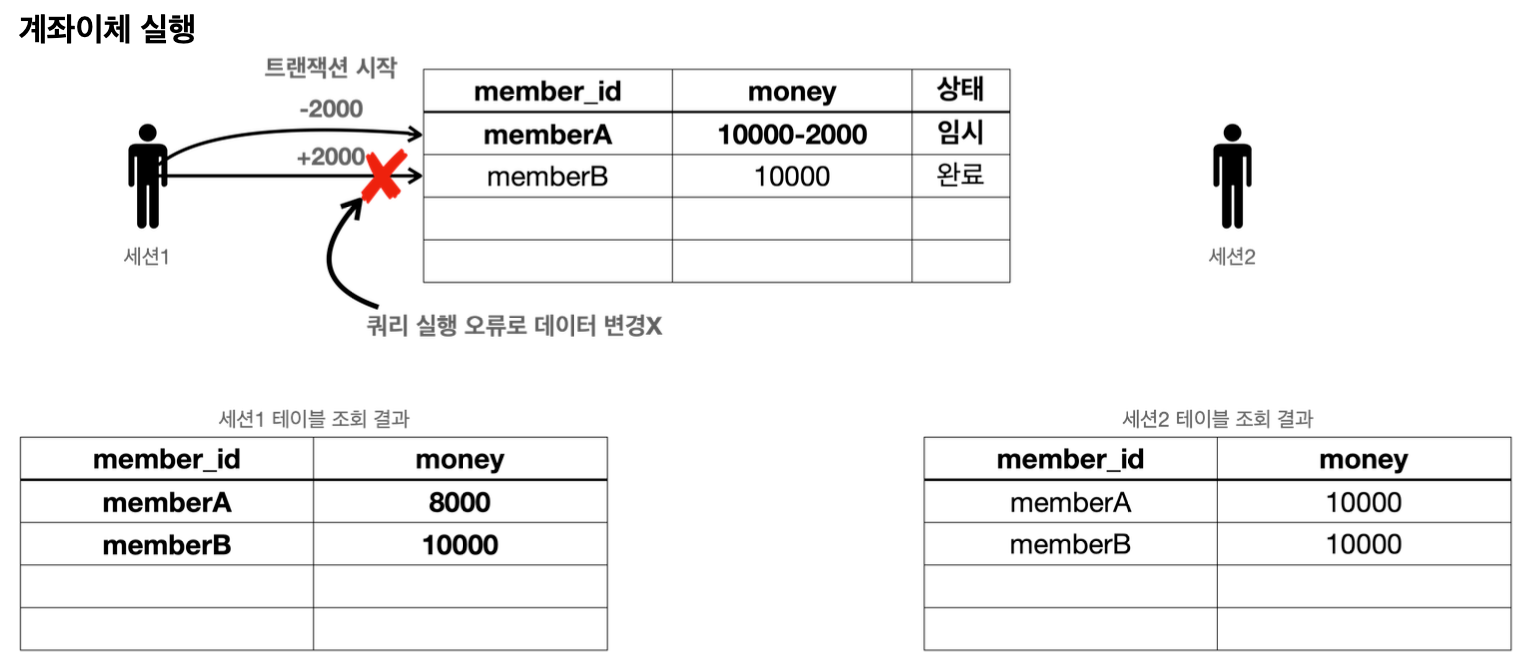 계좌이체 실행
트랜잭션 시작
-2000
+2000
member_id money 상태
memberA 10000-2000 임시
memberB 10000 완료
세션1
세션2
쿼리 실행 오류로 데이터 변경X
세션1 테이블 조회 결과
member_id money
memberA 8000
memberB 10000
세션2 테이블 조회 결과
member_id money
memberA 10000
memberB 10000